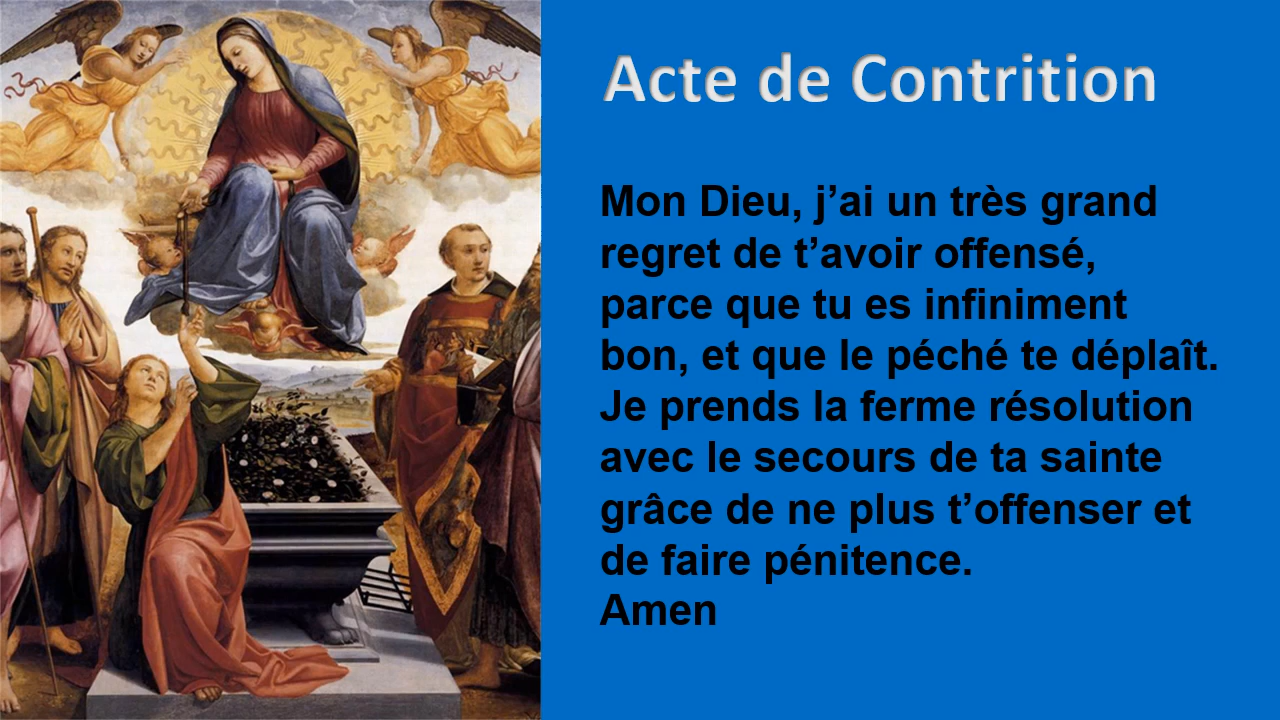 Acte de Contrition
Mon Dieu, j’ai un très grand
regret de t’avoir offensé,
parce que tu es infiniment
bon, et que le péché te déplaît.
Je prends la ferme résolution
avec le secours de ta sainte
grâce de ne plus t’offenser et
de faire pénitence.
Amen